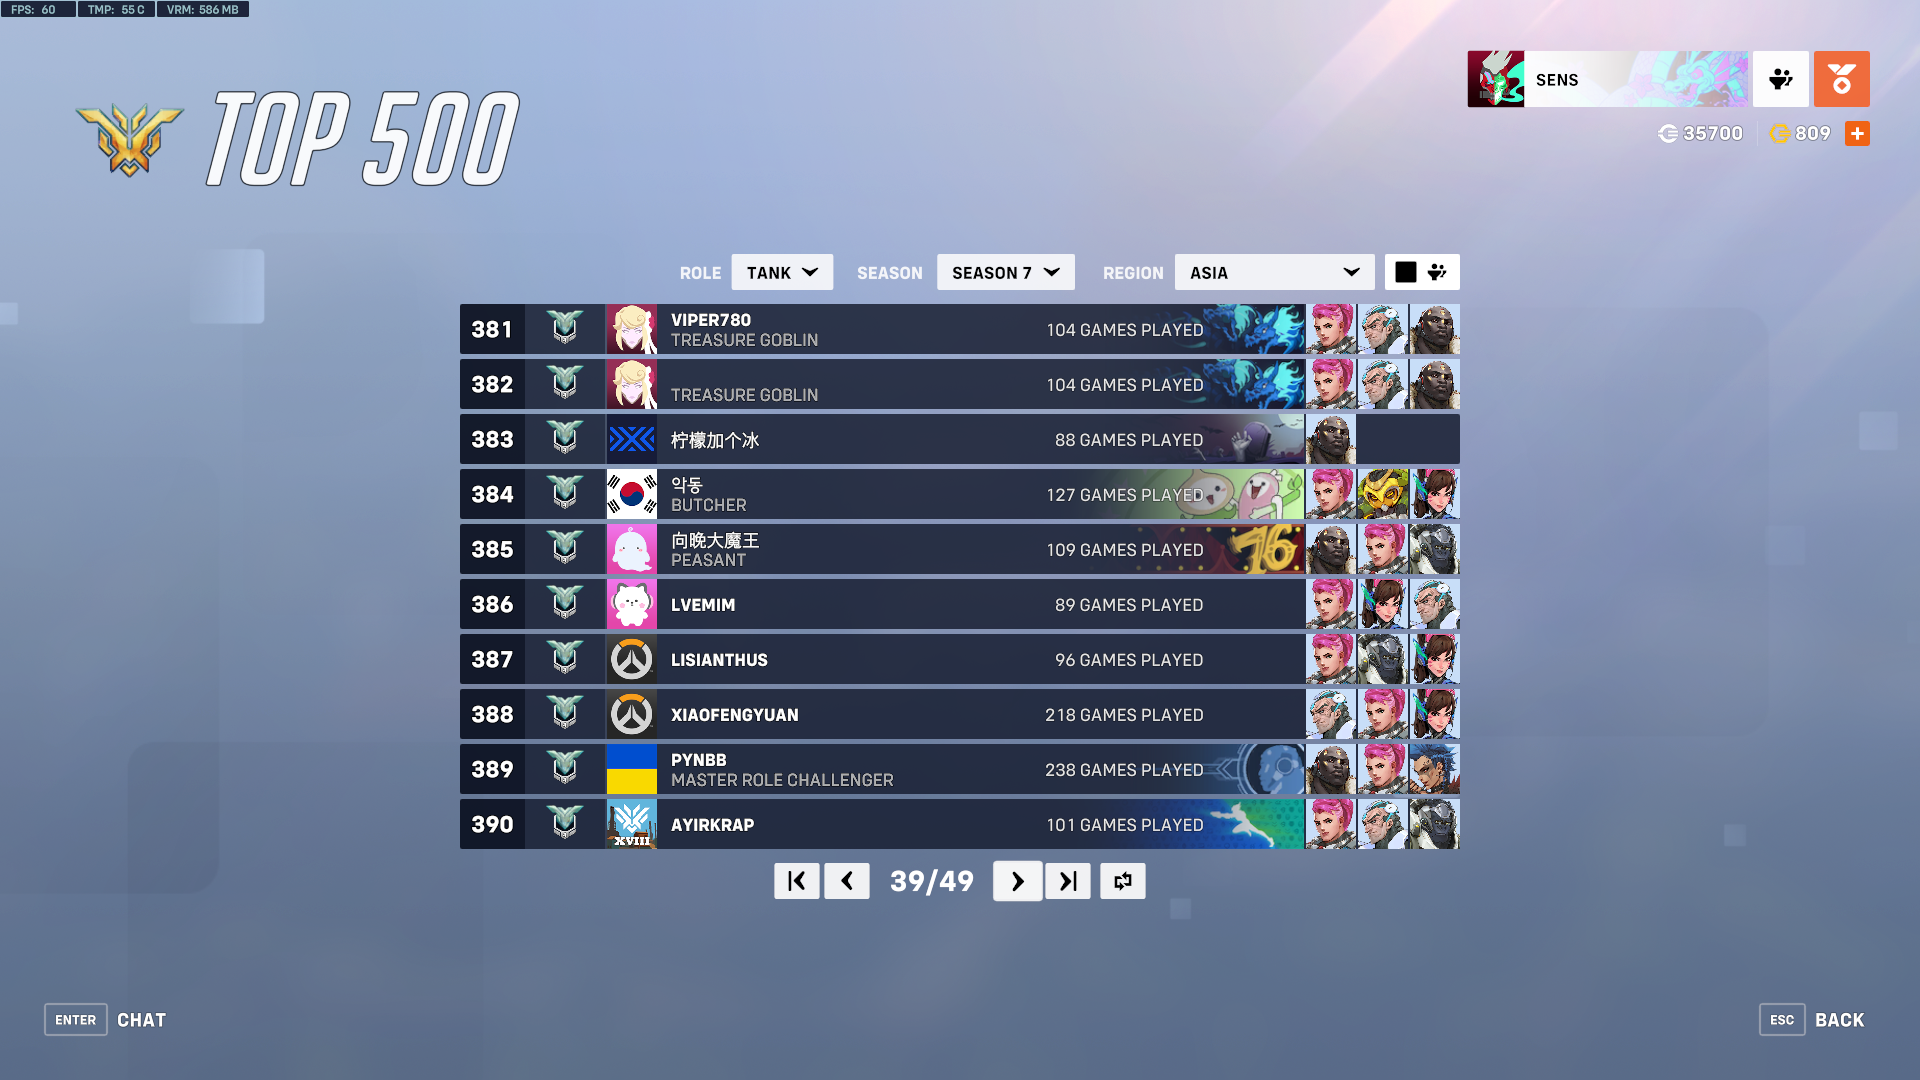 FPS: 60 TMP: 55 C VRM: 586 MB
TOP 500
SENS
35700 809
ROLE TANK SEASON SEASON 7 REGION ASIA
381 VIPER780 TREASURE GOBLIN 104 GAMES PLAYED
382 TREASURE GOBLIN 104 GAMES PLAYED
383 柠檬加个冰 88 GAMES PLAYED
384 악동 BUTCHER 127 GAMES PLAYED
385 向晚大魔王 PEASANT 109 GAMES PLAYED 76
386 LVEMIM 89 GAMES PLAYED
387 LISIANTHUS 96 GAMES PLAYED
388 XIAOFENGYUAN 218 GAMES PLAYED
389 PYNBB MASTER ROLE CHALLENGER 238 GAMES PLAYED
390 XVIII AYIRKRAP 101 GAMES PLAYED
39/49
ENTER CHAT
ESC BACK